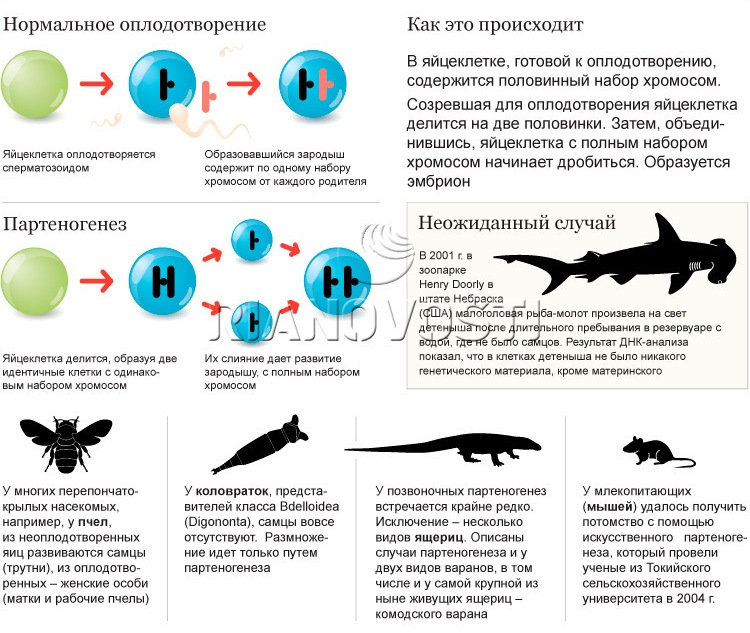 Нормальное оплодотворение
Яйцеклетка оплодотворяется
сперматозоидом
Образовавшийся зародыш
содержит по одному набору
хромосом от каждого родителя
Как это происходит
В яйцеклетке, готовой к оплодотворению,
содержится половинный набор хромосом.
Созревшая для оплодотворения яйцеклетка
делится на две половинки. Затем, объеди-
нившись, яйцеклетка с полным набором
хромосом начинает дробиться. Образуется
эмбрион
Партеногенез
Яйцеклетка делится, образуя две
идентичные клетки с одинако-
вым набором хромосом
Их слияние дает развитие
зародышу, с полным набором
хромосом
Неожиданный случай
В 2001 г. в
зоопарке
Henry Doorly в
штате Небраска
(США) малоголовая рыба-молот произвела на свет
детеныша после длительного пребывания в резервуаре с
водой, где не было самцов. Результат ДНК-анализа
показал, что в клетках детеныша не было никакого
генетического материала, кроме материнского
RIANOVOSTI
У многих перепончато-
крылых насекомых,
например, у пчел,
из неоплодотворенных
яиц развиваются самцы
(трутни), из оплодотво-
ренных – женские особи
(матки и рабочие пчелы)
У коловраток, предста-
вителей класса Bdelloidea
(Digononta), самцы вовсе
отсутствуют. Размноже-
ние идет только путем
партеногенеза
У позвоночных партеногенез
встречается крайне редко.
Исключение – несколько
видов ящериц. Описаны
случаи партеногенеза и у
двух видов варанов, в том
числе и у самой крупной из
ныне живущих ящериц –
комодского варана
У млекопитающих
(мышей) удалось получить
потомство с помощью
искусственного партеноге-
неза, который провели
ученые из Токийского
сельскохозяйственного
университета в 2004 г.